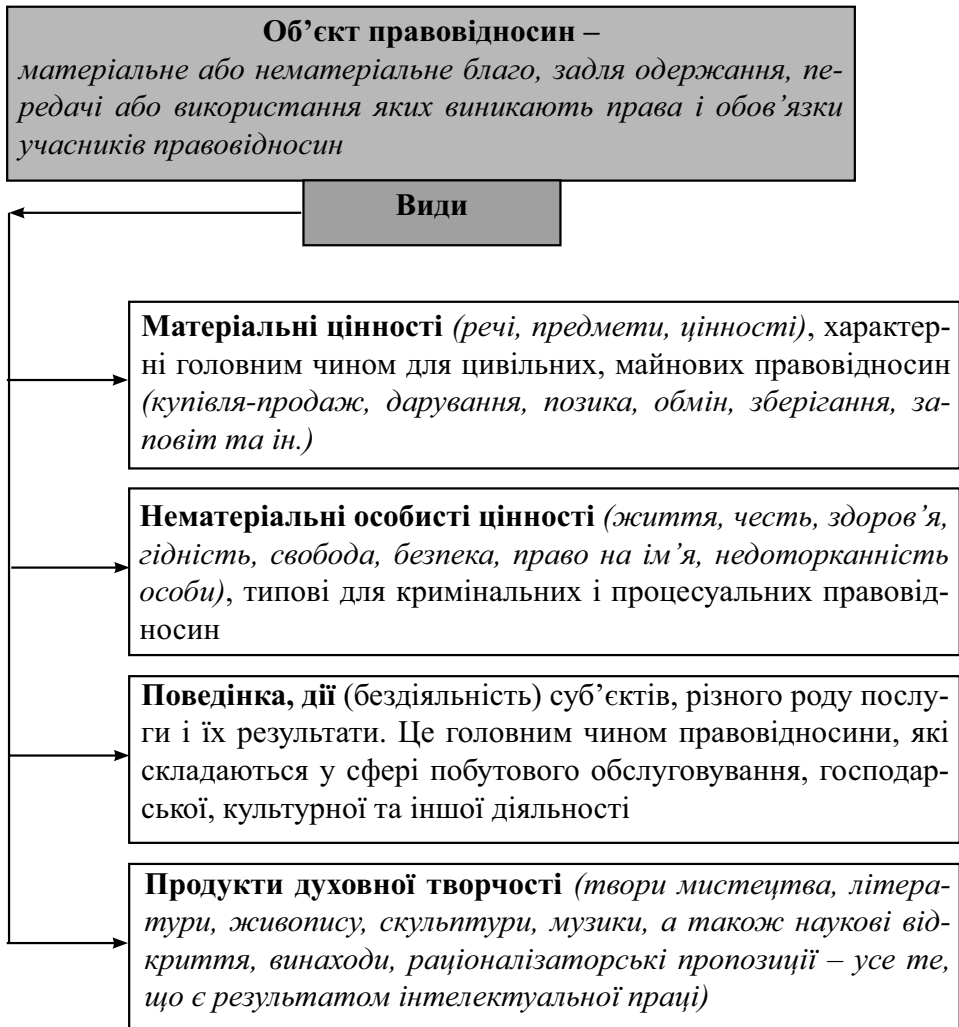 Об’єкт правовідносин –
матеріальне або нематеріальне благо, задля одержання, пе-
редачі або використання яких виникають права і обов’язки
учасників правовідносин
Види
Матеріальні цінності (речі, предмети, цінності), характер-
ні головним чином для цивільних, майнових правовідносин
(купівля-продаж, дарування, позика, обмін, зберігання, за-
повіт та ін.)
Нематеріальні особисті цінності (життя, честь, здоров’я,
гідність, свобода, безпека, право на ім’я, недоторканність
особи), типові для кримінальних і процесуальних правовід-
носин
Поведінка, дії (бездіяльність) суб’єктів, різного роду послу-
ги і їх результати. Це головним чином правовідносини, які
складаються у сфері побутового обслуговування, господар-
ської, культурної та іншої діяльності
Продукти духовної творчості (твори мистецтва, літера-
тури, живопису, скульптури, музики, а також наукові від-
криття, винаходи, раціоналізаторські пропозиції – усе те,
що є результатом інтелектуальної праці)